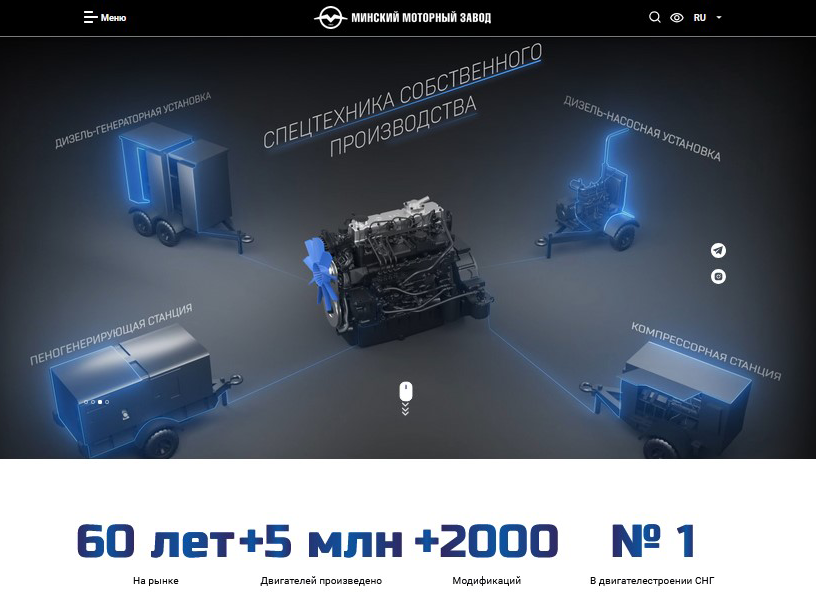 Меню
МИНСКИЙ МОТОРНЫЙ ЗАВОД
RU
СПЕЦТЕХНИКА СОБСТВЕННОГО
ПРОИЗВОДСТВА
ДИЗЕЛЬ-ГЕНЕРАТОРНАЯ УСТАНОВКА
ДИЗЕЛЬ-НАСОСНАЯ УСТАНОВКА
ПЕНОГЕНЕРИРУЮЩАЯ СТАНЦИЯ
КОМПРЕССОРНАЯ СТАНЦИЯ
60 лет +5 млн +2000 № 1
На рынке Двигателей произведено Модификаций В двигателестроении СНГ